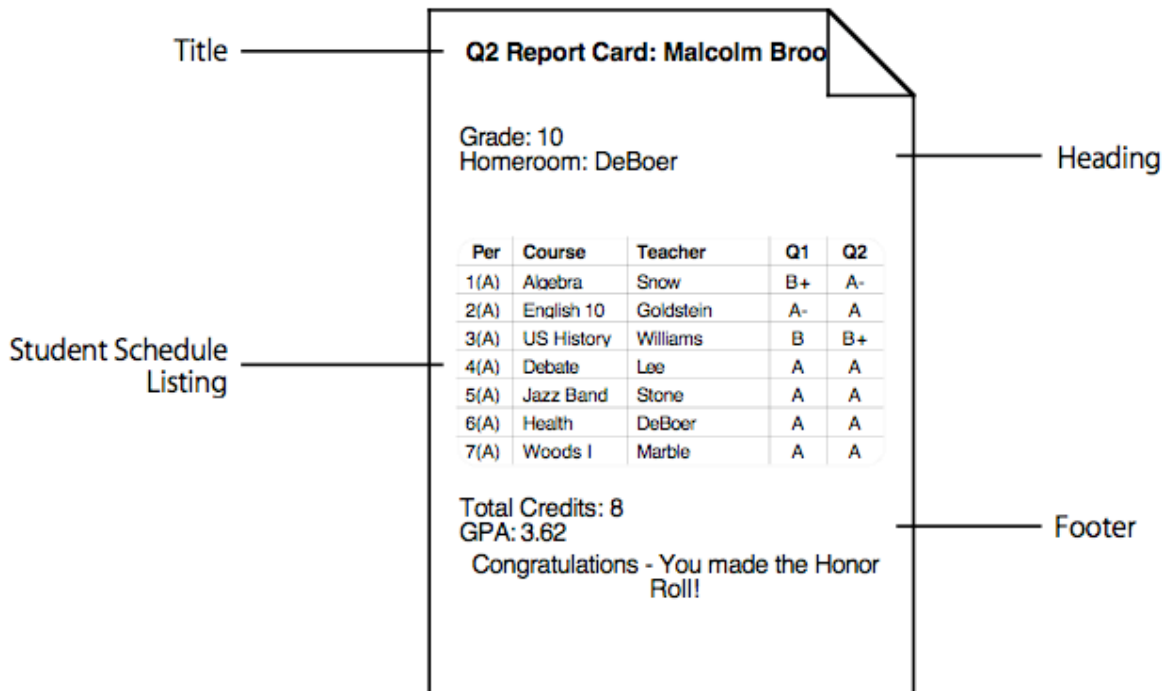 Title
Q2 Report Card: Malcolm Broo
Grade: 10
Homeroom: DeBoer
Heading
Per Course Teacher Q1 Q2
1(A) Algebra Snow B+ A-
2(A) English 10 Goldstein A- A
3(A) US History Williams B B+
Student Schedule
Listing
4(A) Debate Lee A A
5(A) Jazz Band Stone A A
6(A) Health DeBoer A A
7(A) Woods I Marble A A
Total Credits: 8
GPA: 3.62
Footer
Congratulations - You made the Honor
Roll!